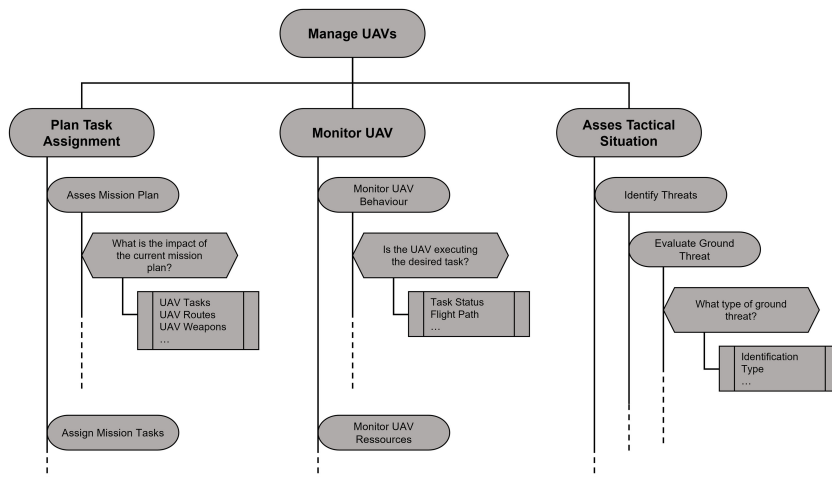 Manage UAVs
Plan Task
Assignment
Monitor UAV
Asses Tactical
Situation
Asses Mission Plan
Monitor UAV
Behaviour
Identify Threats
What is the impact of
the current mission
plan?
Is the UAV executing
the desired task?
Evaluate Ground
Threat
UAV Tasks
UAV Routes
UAV Weapons
…
Task Status
Flight Path
…
What type of ground
threat?
Identification
Type
…
Assign Mission Tasks
Monitor UAV
Ressources